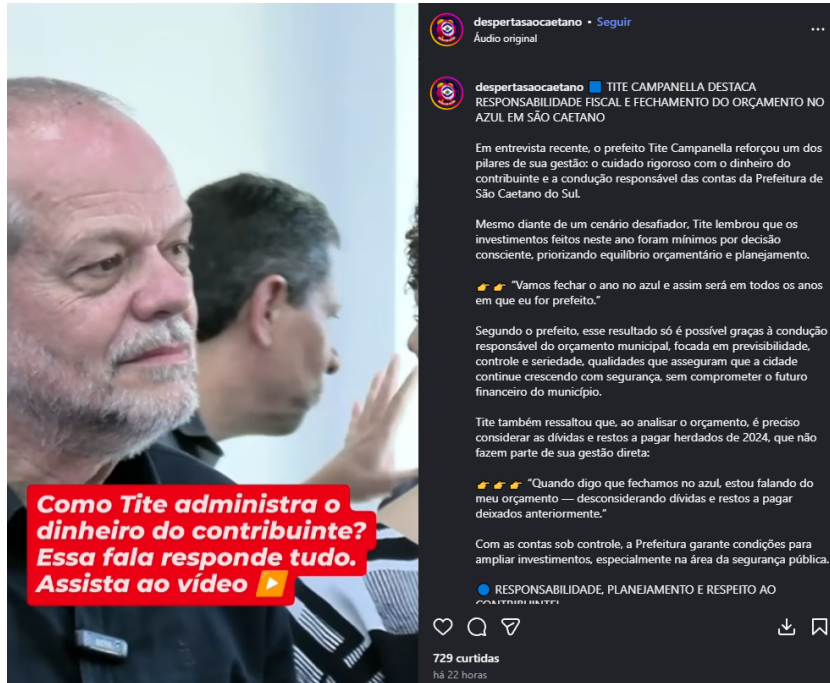 Como Tite administra o
dinheiro do contribuinte?
Essa fala responde tudo.
Assista ao vídeo ▶️
despertasaocaetano • Seguir
Áudio original
despertasaocaetano 🟦 TITE CAMPANELLA DESTACA
RESPONSABILIDADE FISCAL E FECHAMENTO DO ORÇAMENTO NO
AZUL EM SÃO CAETANO
Em entrevista recente, o prefeito Tite Campanella reforçou um dos
pilares de sua gestão: o cuidado rigoroso com o dinheiro do
contribuinte e a condução responsável das contas da Prefeitura de
São Caetano do Sul.
Mesmo diante de um cenário desafiador, Tite lembrou que os
investimentos feitos neste ano foram mínimos por decisão
consciente, priorizando equilíbrio orçamentário e planejamento.
👉👉 “Vamos fechar o ano no azul e assim será em todos os anos
em que eu for prefeito.”
Segundo o prefeito, esse resultado só é possível graças à condução
responsável do orçamento municipal, focada em previsibilidade,
controle e seriedade, qualidades que asseguram que a cidade
continue crescendo com segurança, sem comprometer o futuro
financeiro do município.
Tite também ressaltou que, ao analisar o orçamento, é preciso
considerar as dívidas e restos a pagar herdados de 2024, que não
fazem parte de sua gestão direta:
👉👉👉 “Quando digo que fechamos no azul, estou falando do
meu orçamento — desconsiderando dívidas e restos a pagar
deixados anteriormente.”
Com as contas sob controle, a Prefeitura garante condições para
ampliar investimentos, especialmente na área da segurança pública.
🔵 RESPONSABILIDADE, PLANEJAMENTO E RESPEITO AO
CONTRIBUINTE!
729 curtidas
há 22 horas